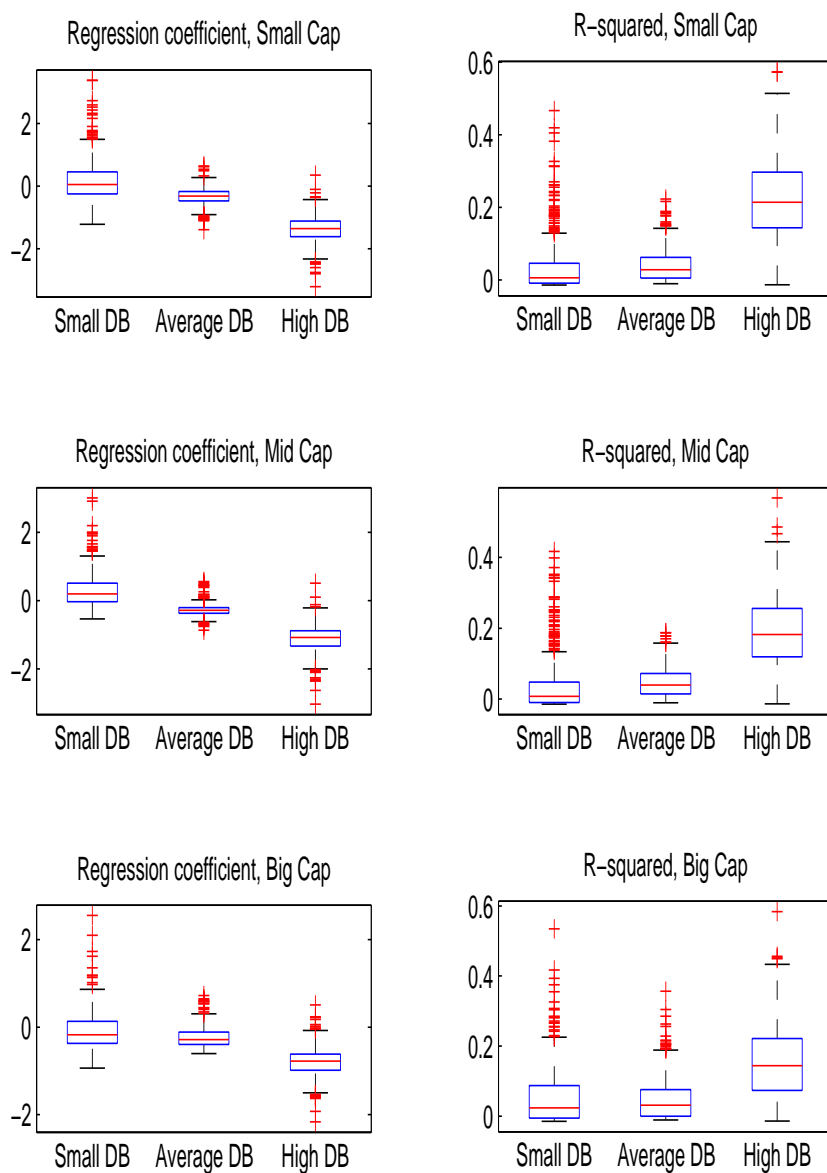 Regression coefficient, Small Cap
2
0
−2
Small DB Average DB High DB
R−squared, Small Cap
0.6
0.4
0.2
0
Small DB Average DB High DB
Regression coefficient, Mid Cap
2
0
−2
Small DB Average DB High DB
R−squared, Mid Cap
0.4
0.2
0
Small DB Average DB High DB
Regression coefficient, Big Cap
2
0
−2
Small DB Average DB High DB
R−squared, Big Cap
0.6
0.4
0.2
0
Small DB Average DB High DB